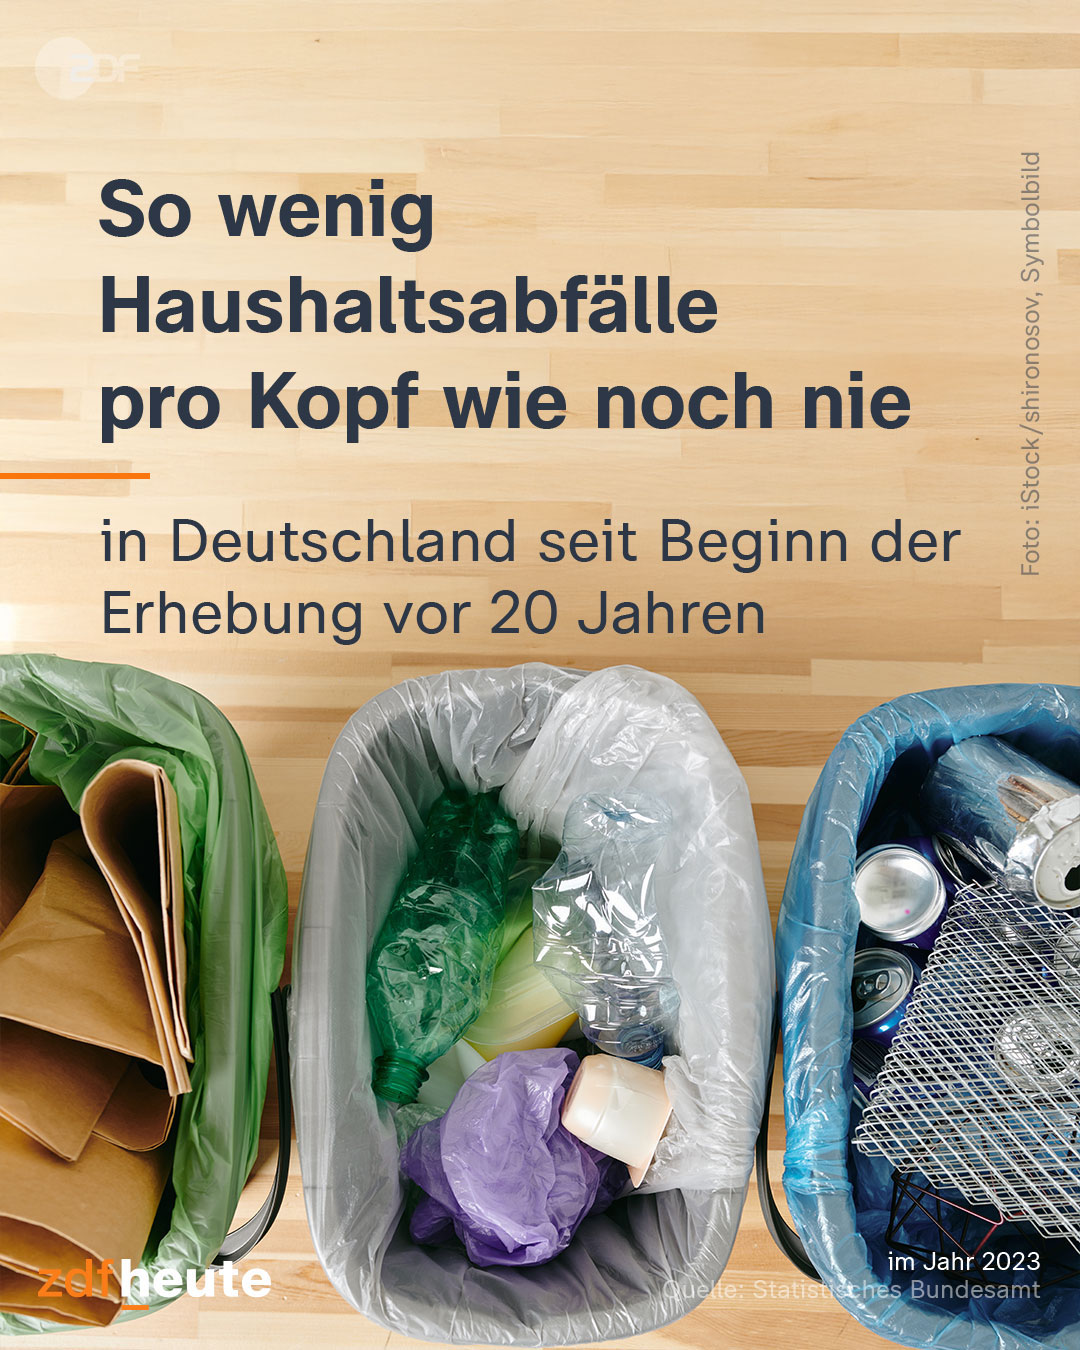 ZDF
So wenig
Haushaltsabfälle
pro Kopf wie noch nie
in Deutschland seit Beginn der
Erhebung vor 20 Jahren
Foto: iStock/shironosov, Symbolbild
zdfheute
im Jahr 2023
Quelle: Statistisches Bundesamt